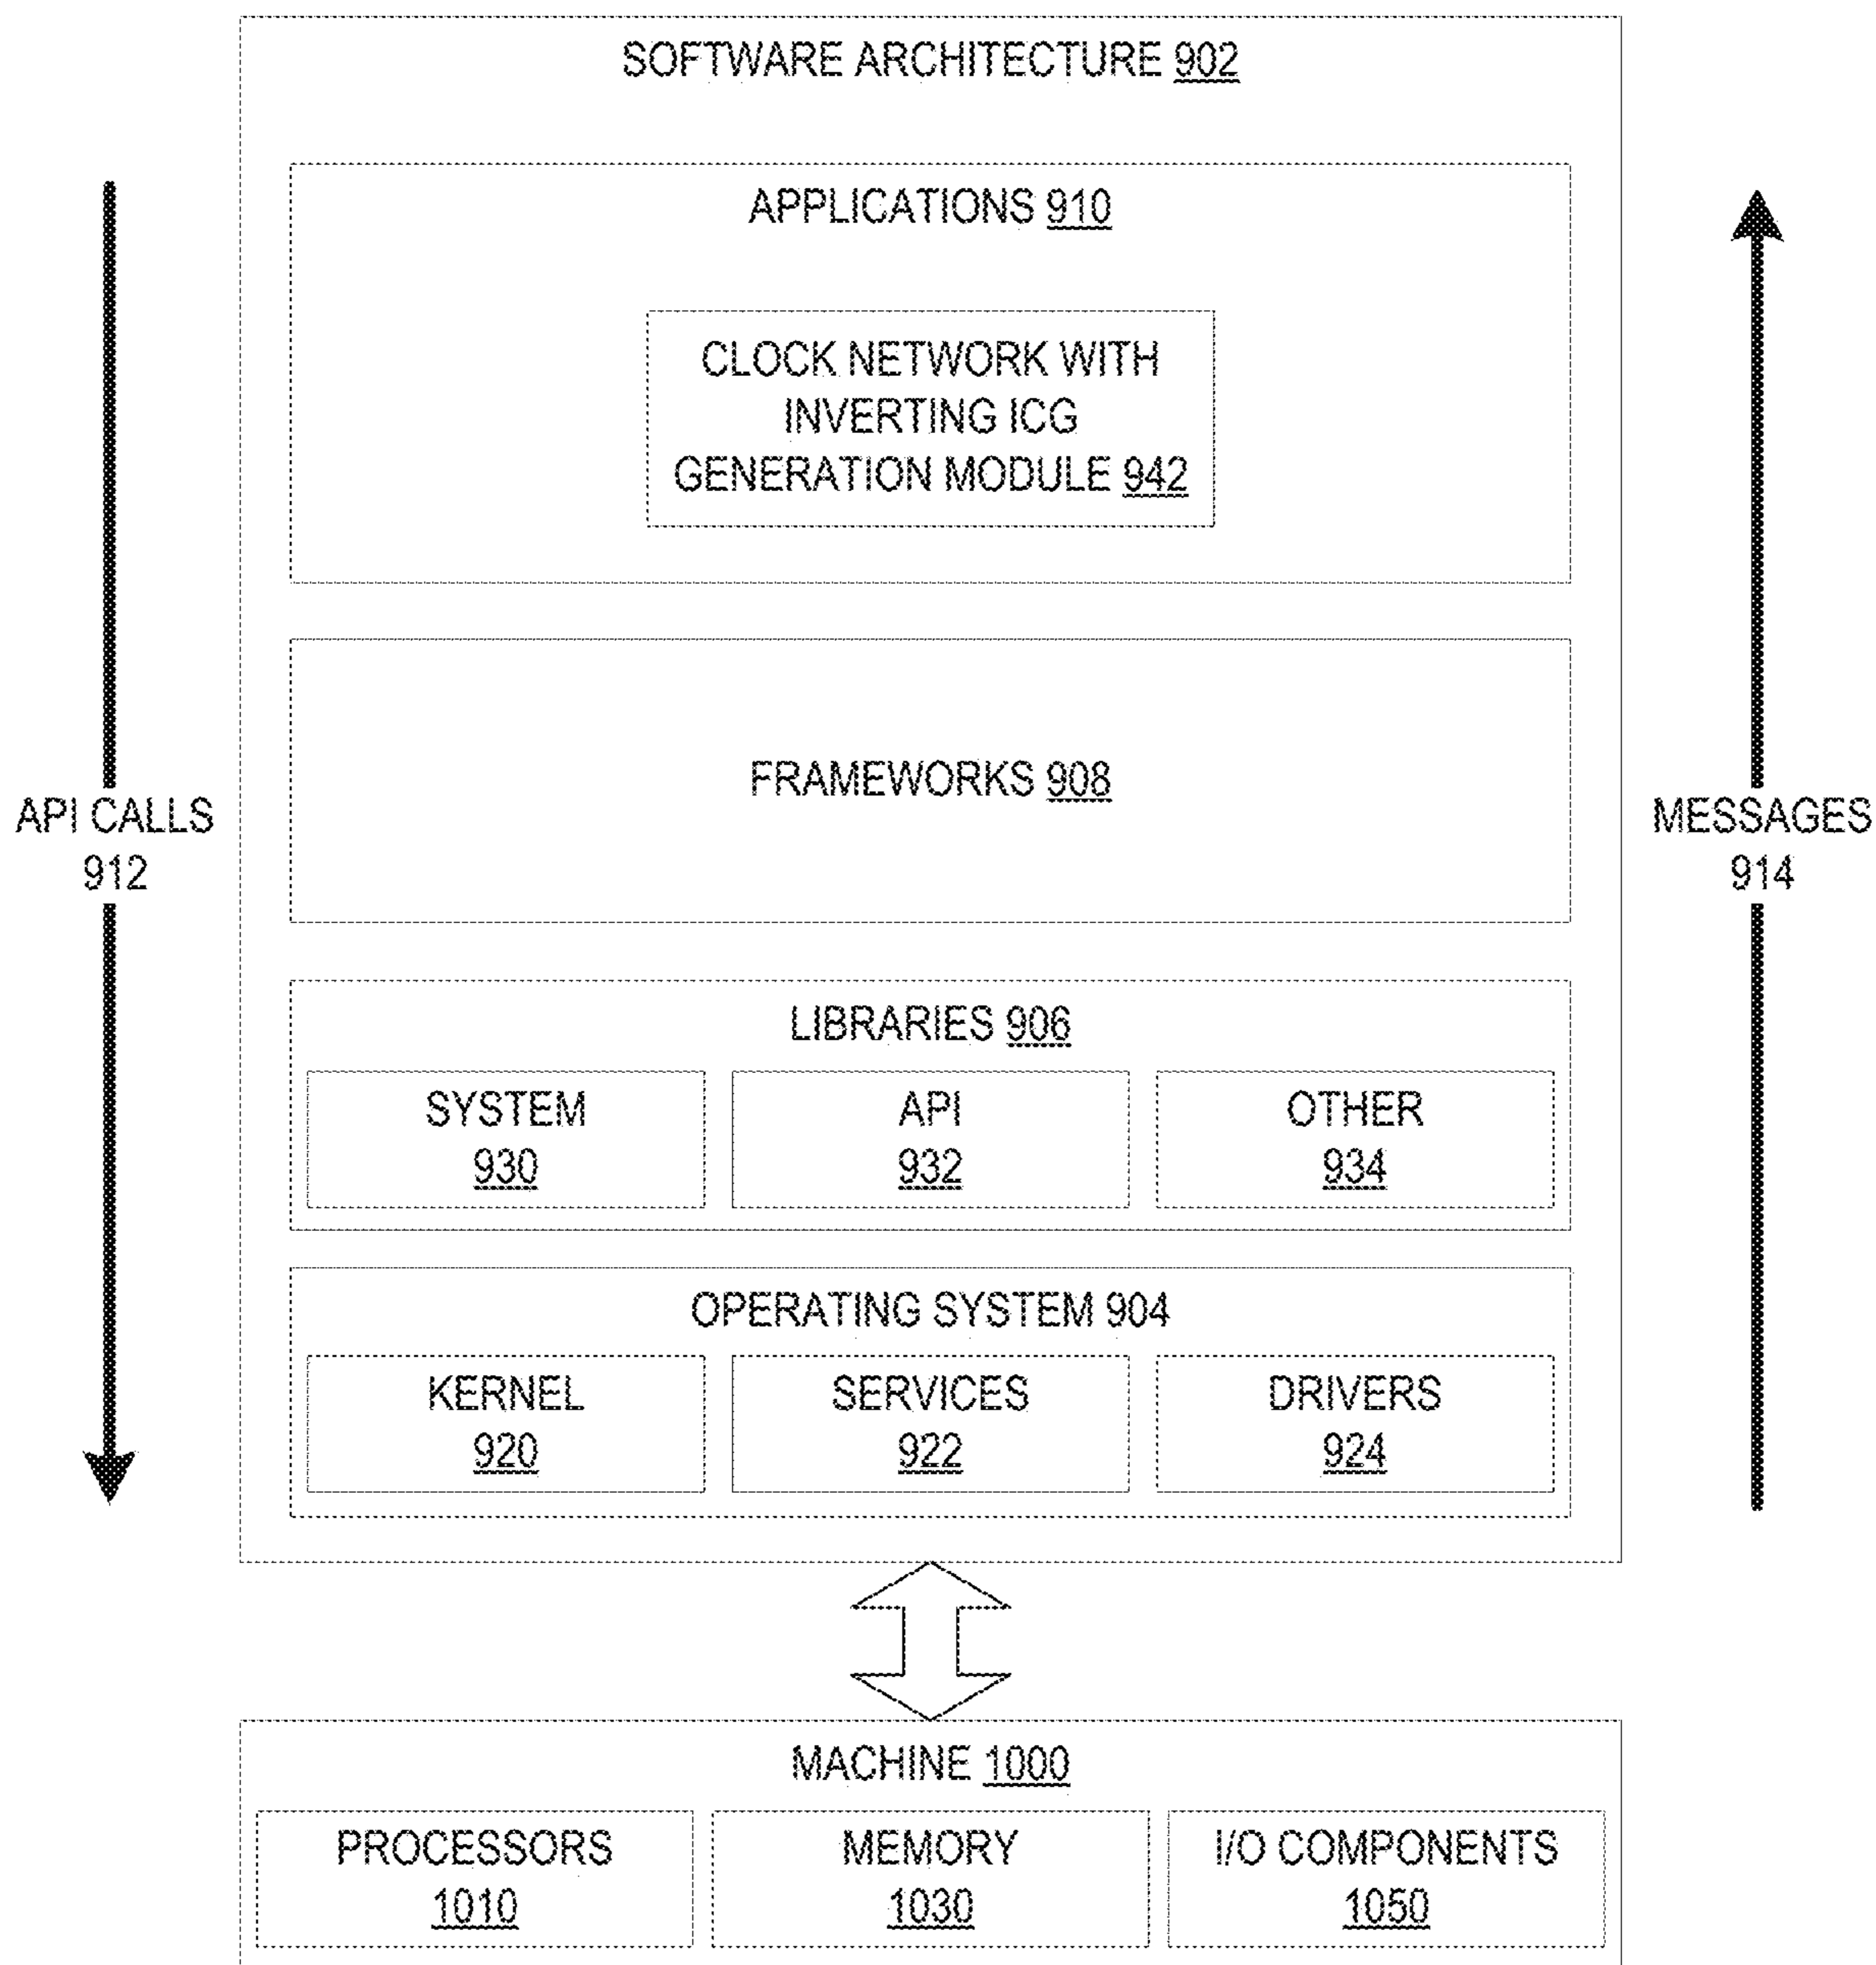 SOFTWARE ARCHITECTURE 902
APPLICATIONS 910
CLOCK NETWORK WITH
INVERTING ICG
GENERATION MODULE 942
FRAMEWORKS 908
API CALLS
912
MESSAGES
914
LIBRARIES 906
SYSTEM
930
API
932
OTHER
934
OPERATING SYSTEM 904
KERNEL
920
SERVICES
922
DRIVERS
924
MACHINE 1000
PROCESSORS
1010
MEMORY
1030
I/O COMPONENTS
1050